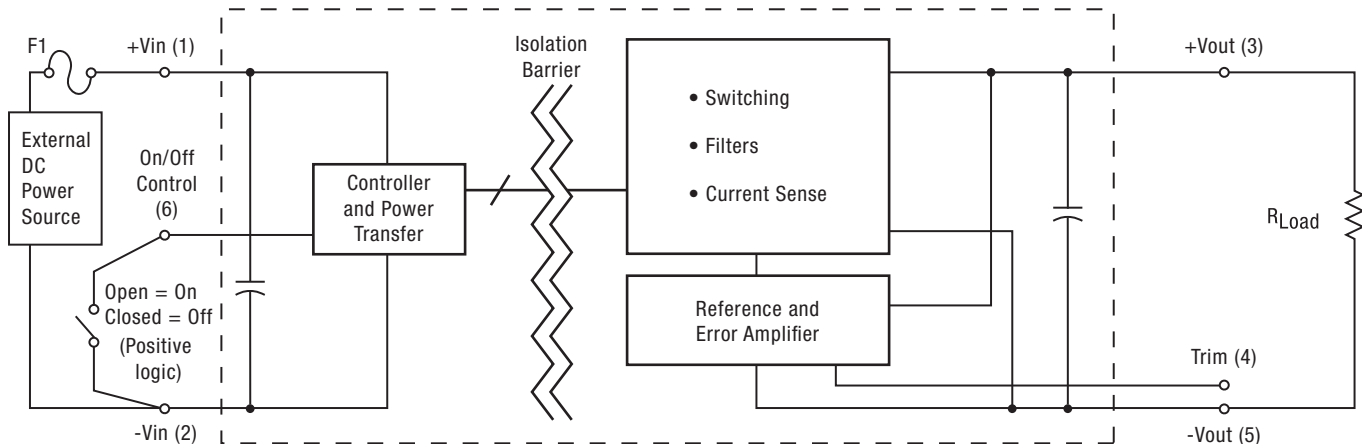 F1
+Vin (1)
External
DC
Power
Source
On/Off
Control
(6)
Open = On
Closed = Off
(Positive
logic)
-Vin (2)
Controller
and Power
Transfer
Isolation
Barrier
• Switching
• Filters
• Current Sense
Reference and
Error Amplifier
+Vout (3)
RLoad
Trim (4)
-Vout (5)